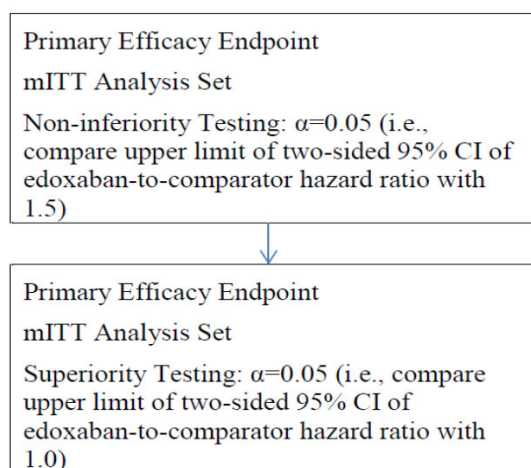 Primary Efficacy Endpoint
mITT Analysis Set
Non-inferiority Testing: α=0.05 (i.e.,
compare upper limit of two-sided 95% CI of
edoxaban-to-comparator hazard ratio with
1.5)
Primary Efficacy Endpoint
mITT Analysis Set
Superiority Testing: α=0.05 (i.e., compare
upper limit of two-sided 95% CI of
edoxaban-to-comparator hazard ratio with
1.0)